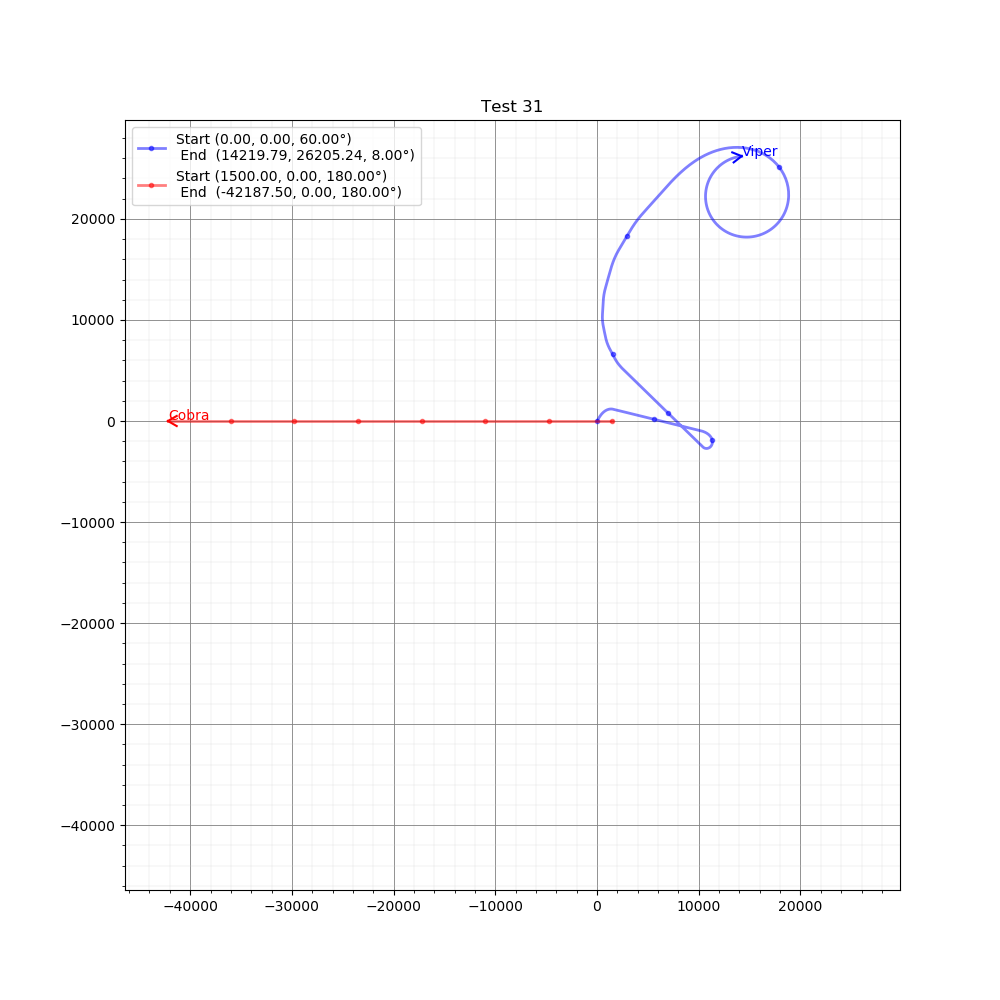 Test 31
Start (0.00, 0.00, 60.00°)
End  (14219.79, 26205.24, 8.00°)
Start (1500.00, 0.00, 180.00°)
End  (-42187.50, 0.00, 180.00°)
Viper
Cobra
20000
10000
0
−10000
−20000
−30000
−40000
−40000 −30000 −20000 −10000 0 10000 20000